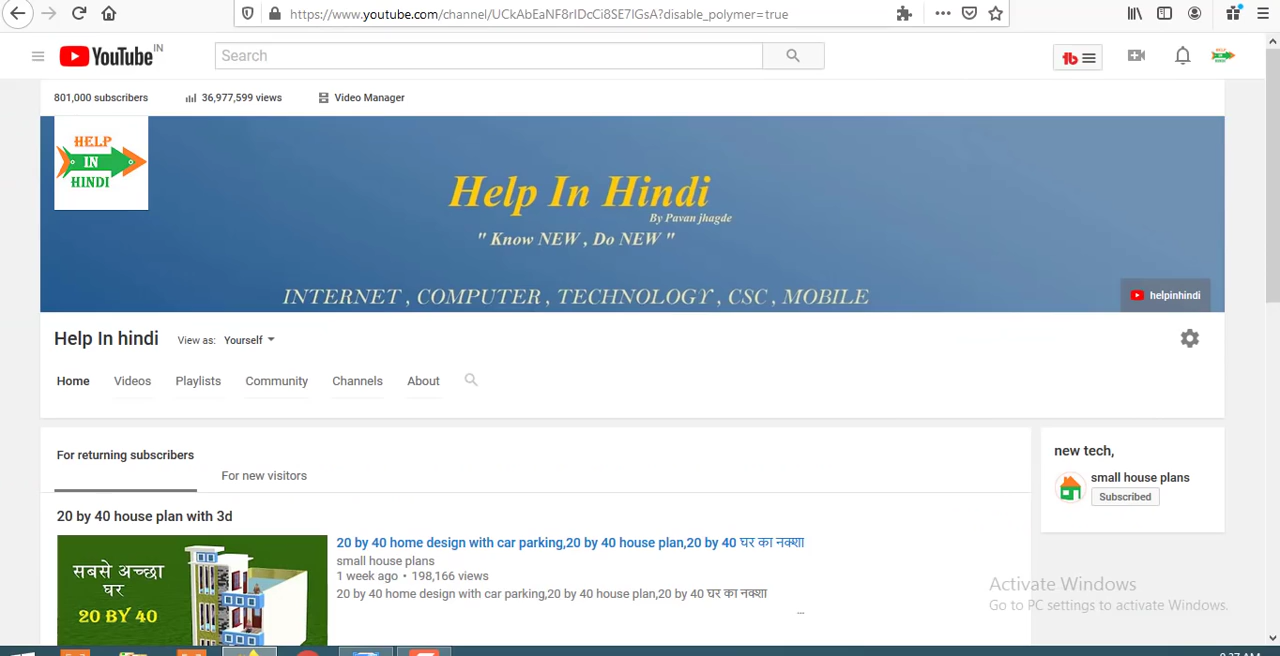 https://www.youtube.com/channel/UCkAbEaNF8rIDcCi8SE7lGsA?disable_polymer=true
YouTube IN
Search
801,000 subscribers
36,977,599 views
Video Manager
HELP
IN
HINDI
Help In Hindi
By Pavan jhagde
" Know NEW , Do NEW "
INTERNET , COMPUTER , TECHNOLOGY , CSC , MOBILE
helpinhindi
Help In hindi
View as: Yourself
Home Videos Playlists Community Channels About
For returning subscribers
For new visitors
new tech,
small house plans
Subscribed
20 by 40 house plan with 3d
सबसे अच्छा
घर
20 BY 40
20 by 40 home design with car parking,20 by 40 house plan,20 by 40 घर का नक्शा
small house plans
1 week ago • 198,166 views
20 by 40 home design with car parking,20 by 40 house plan,20 by 40 घर का नक्शा
...
Activate Windows
Go to PC settings to activate Windows.